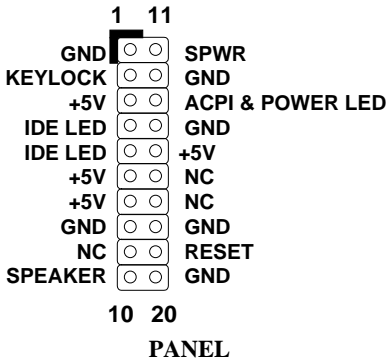 1 11
GND SPWR
KEYLOCK GND
+5V ACPI & POWER LED
IDE LED GND
IDE LED +5V
+5V NC
+5V NC
GND GND
NC RESET
SPEAKER GND
10 20
PANEL